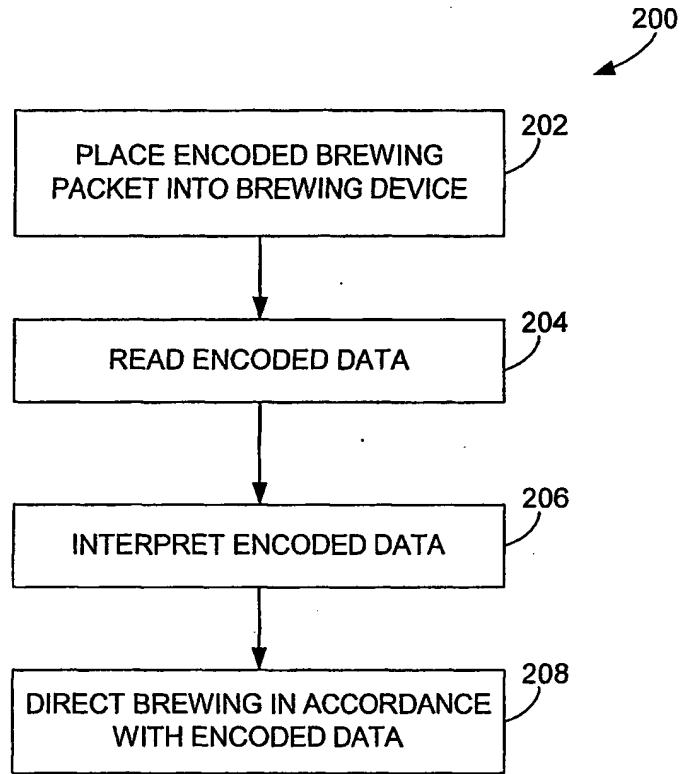 200
202
PLACE ENCODED BREWING
PACKET INTO BREWING DEVICE
204
READ ENCODED DATA
206
INTERPRET ENCODED DATA
208
DIRECT BREWING IN ACCORDANCE
WITH ENCODED DATA